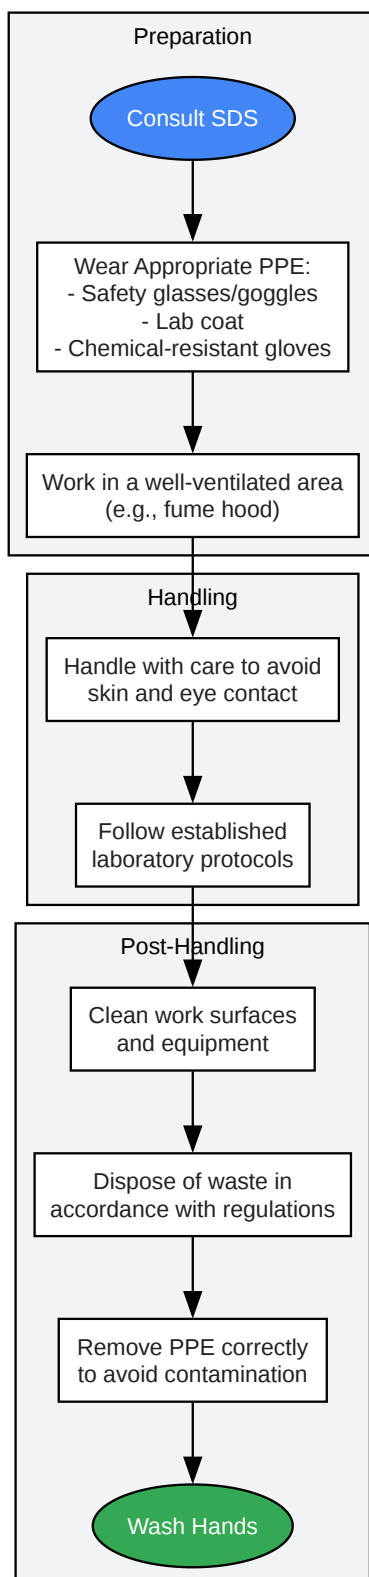 Preparation
Consult SDS
Wear Appropriate PPE:
- Safety glasses/goggles
- Lab coat
- Chemical-resistant gloves
Work in a well-ventilated area
(e.g., fume hood)
Handling
Handle with care to avoid
skin and eye contact
Follow established
laboratory protocols
Post-Handling
Clean work surfaces
and equipment
Dispose of waste in
accordance with regulations
Remove PPE correctly
to avoid contamination
Wash Hands